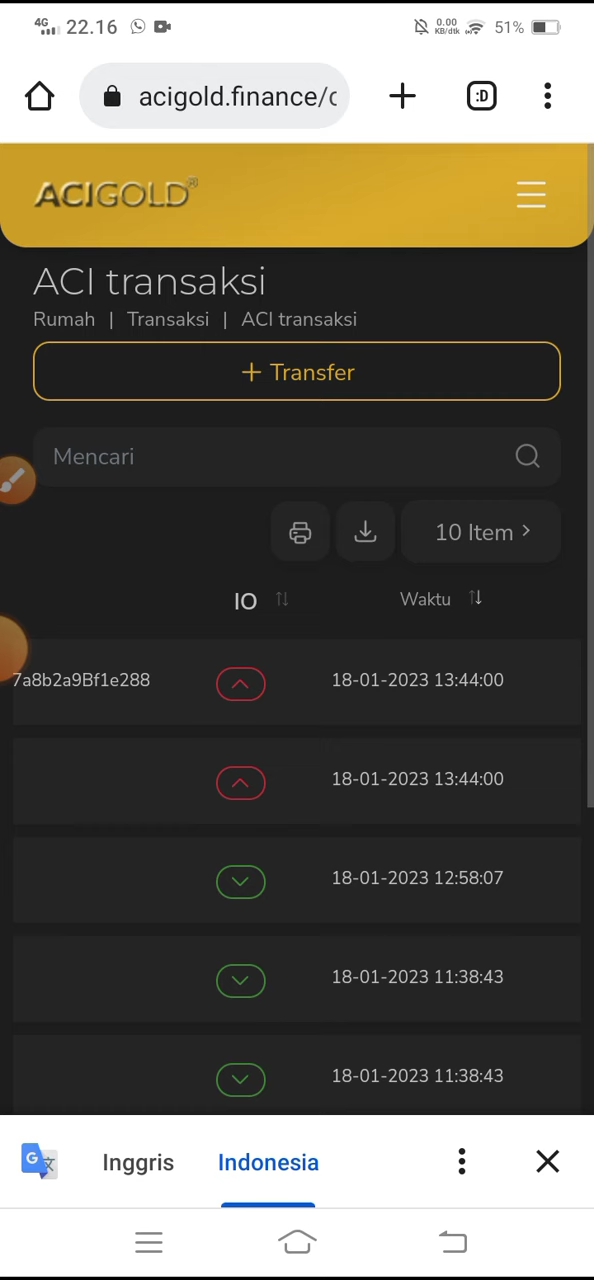 4G 22.16 0.00 KB/dtk 51%
acigold.finance/c
:D
ACIGOLD®
ACI transaksi
Rumah | Transaksi | ACI transaksi
+ Transfer
Mencari
10 Item >
IO Waktu
7a8b2a9Bf1e288 18-01-2023 13:44:00
18-01-2023 13:44:00
18-01-2023 12:58:07
18-01-2023 11:38:43
18-01-2023 11:38:43
G 文 Inggris Indonesia